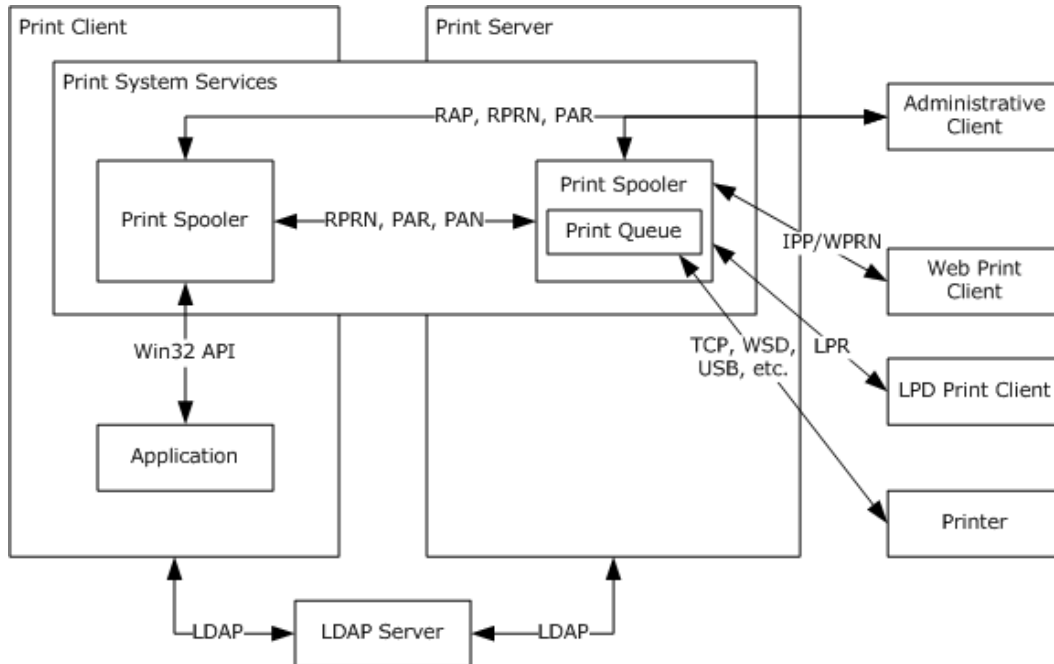 Print Client
Print Server
Print System Services
RAP, RPRN, PAR
Administrative
Client
Print Spooler
RPRN, PAR, PAN
Print Spooler
Print Queue
IPP/WPRN
Web Print
Client
Win32 API
TCP, WSD,
USB, etc.
LPR
LPD Print Client
Application
Printer
LDAP
LDAP Server
LDAP